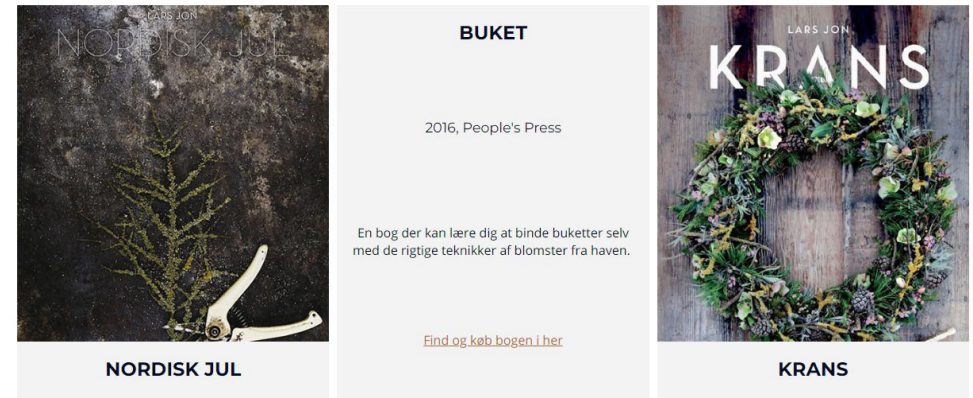 LARS JON
NORDISK JUL
NORDISK JUL
BUKET
2016, People's Press
En bog der kan lære dig at binde buketter selv
med de rigtige teknikker af blomster fra haven.
Find og køb bogen i her
LARS JON
KRANS
KRANS